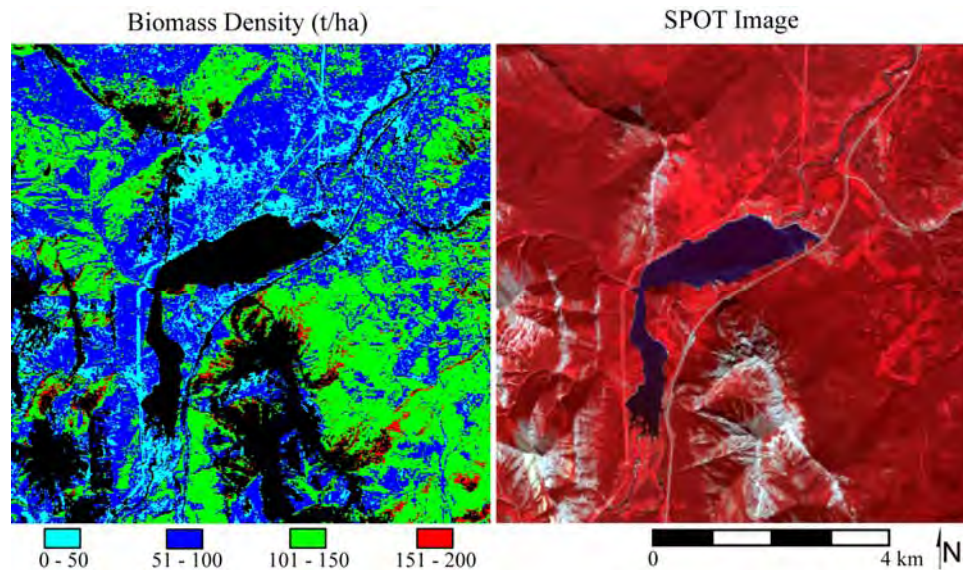 Biomass Density (t/ha)
SPOT Image
0 - 50
51 - 100
101 - 150
151 - 200
0
4 km
N